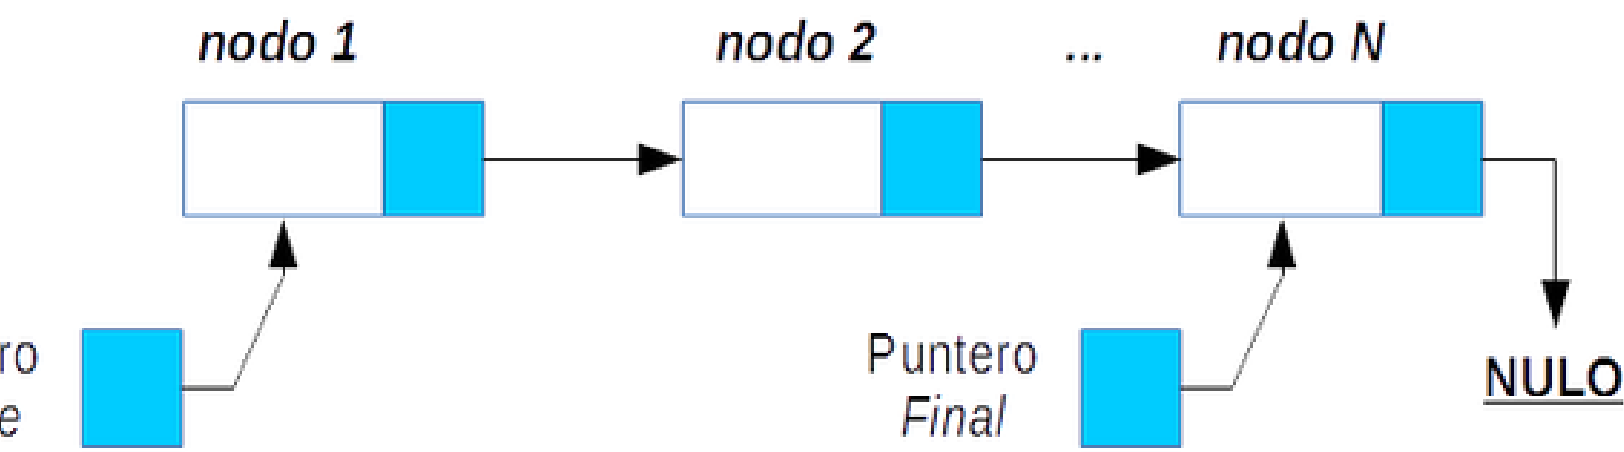 nodo 1
nodo 2
...
nodo N
ro
e
Puntero
Final
NULO